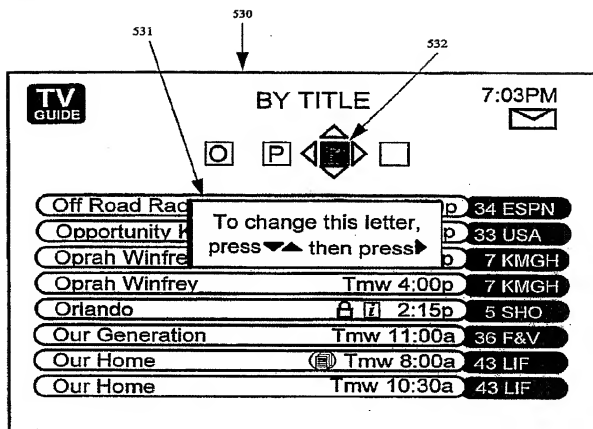 530
531
532
TV
GUIDE
BY TITLE
7:03PM
O P
Off Road Rac p 34 ESPN
Opportunity K p 33 USA
Oprah Winfre p 7 KMGH
To change this letter,
press▼▲ then press▶
Oprah Winfrey Tmw 4:00p 7 KMGH
Orlando i 2:15p 5 SHO
Our Generation Tmw 11:00a 36 F&V
Our Home Tmw 8:00a 43 LIF
Our Home Tmw 10:30a 43 LIF